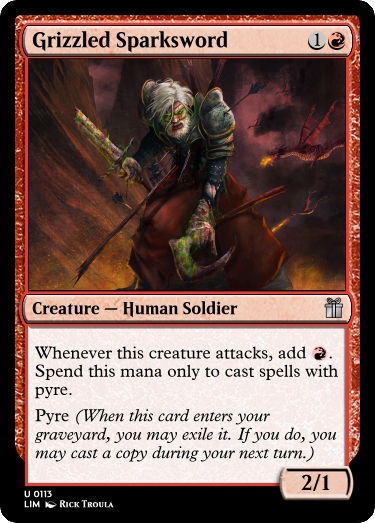 Grizzled Sparksword 1
Creature — Human Soldier
Whenever this creature attacks, add .
Spend this mana only to cast spells with
pyre.
Pyre (When this card enters your
graveyard, you may exile it. If you do, you
may cast a copy during your next turn.)
2/1
U 0113
LIM Rick Troula